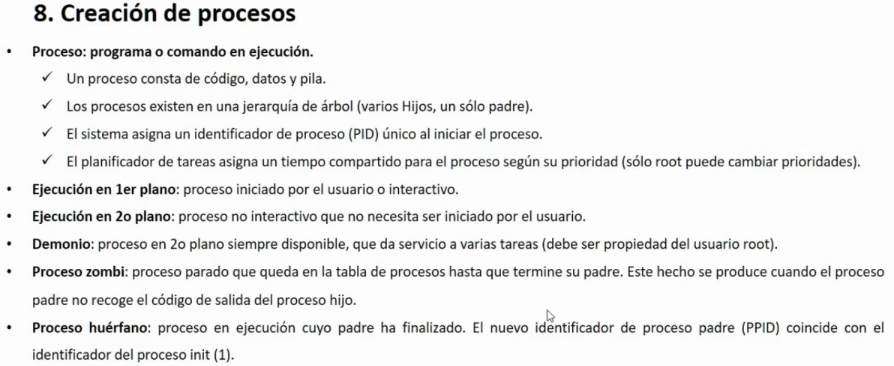 8. Creación de procesos
• Proceso: programa o comando en ejecución.
✓ Un proceso consta de código, datos y pila.
✓ Los procesos existen en una jerarquía de árbol (varios Hijos, un sólo padre).
✓ El sistema asigna un identificador de proceso (PID) único al iniciar el proceso.
✓ El planificador de tareas asigna un tiempo compartido para el proceso según su prioridad (sólo root puede cambiar prioridades).
• Ejecución en 1er plano: proceso iniciado por el usuario o interactivo.
• Ejecución en 2o plano: proceso no interactivo que no necesita ser iniciado por el usuario.
• Demonio: proceso en 2o plano siempre disponible, que da servicio a varias tareas (debe ser propiedad del usuario root).
• Proceso zombi: proceso parado que queda en la tabla de procesos hasta que termine su padre. Este hecho se produce cuando el proceso
padre no recoge el código de salida del proceso hijo.
• Proceso huérfano: proceso en ejecución cuyo padre ha finalizado. El nuevo identificador de proceso padre (PPID) coincide con el
identificador del proceso init (1).